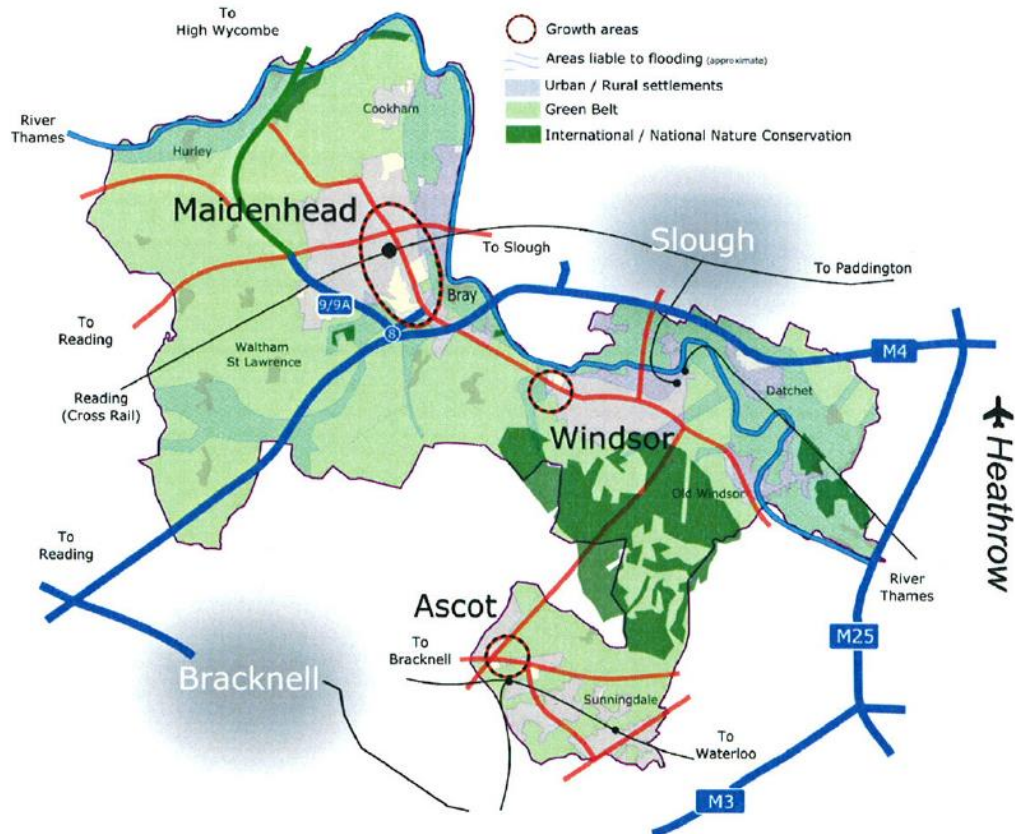 To
High Wycombe
Growth areas
Areas liable to flooding (approximate)
Urban / Rural settlements
Green Belt
International / National Nature Conservation
River
Thames
Cookham
Hurley
Maidenhead
Slough
To Slough
To Paddington
9/9A
Bray
8
To
Reading
Waltham
St Lawrence
M4
Reading
(Cross Rail)
Datchet
Windsor
Heathrow
Old Windsor
To
Reading
River
Thames
Ascot
M25
To
Bracknell
Bracknell
Sunningdale
To
Waterloo
M3